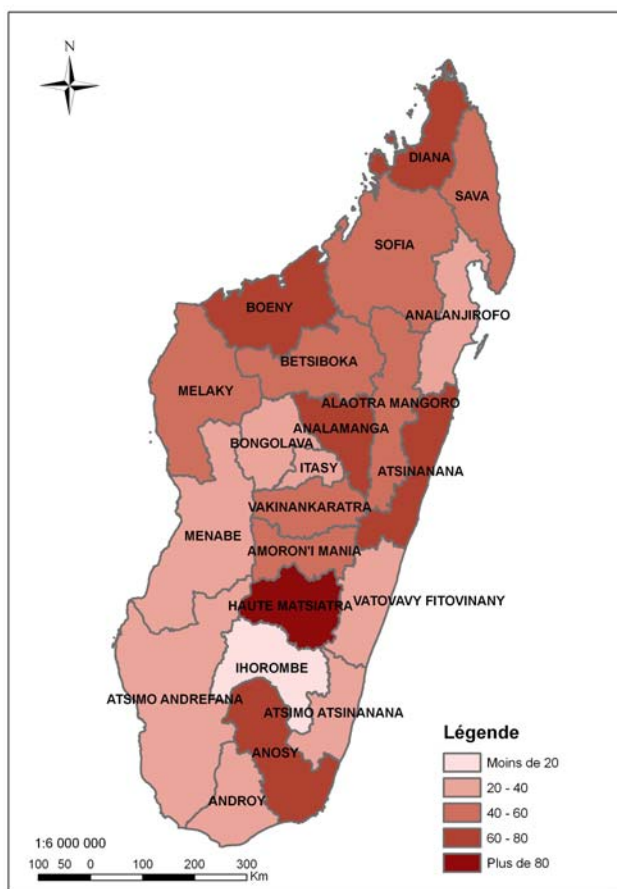 N
DIANA
SAVA
SOFIA
ANALANJIROFO
BOENY
BETSIBOKA
MELAKY
ALAOTRA MANGORO
ANALAMANGA
BONGOLAVA
ITASY
ATSINANANA
VAKINANKARATRA
MENABE
AMORON'I MANIA
HAUTE MATSIATRA
VATOVAVY FITOVINANY
IHOROMBE
ATSIMO ANDREFANA
ATSIMO ATSINANANA
ANOSY
ANDROY
Légende
Moins de 20
20 - 40
40 - 60
60 - 80
Plus de 80
1:6 000 000
100 50 0 100 200 300
Km